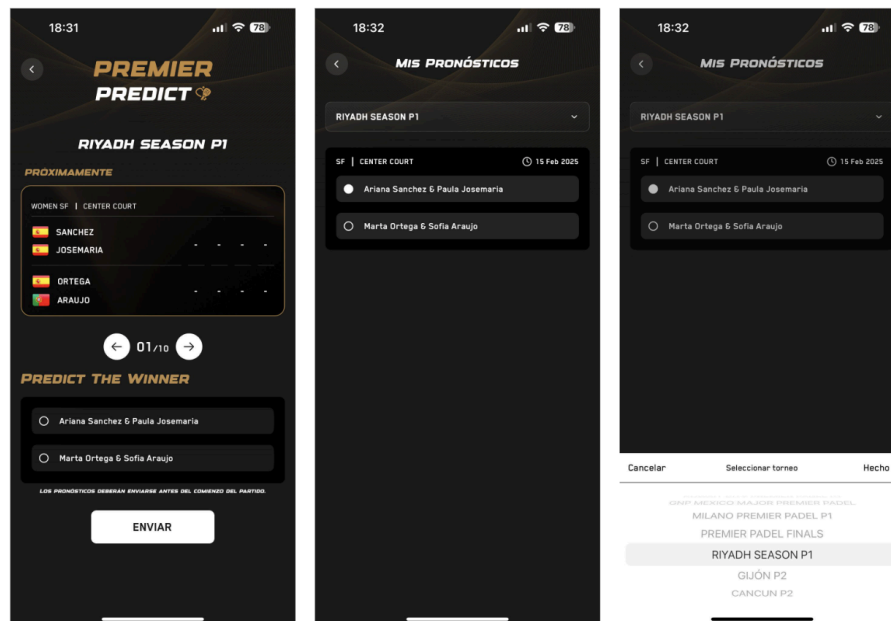 18:31
78
PREMIER
PREDICT
RIYADH SEASON P1
PRÓXIMAMENTE
WOMEN SF | CENTER COURT
SANCHEZ
JOSEMARIA
- - - -
ORTEGA
ARAUJO
- - - -
01/10
PREDICT THE WINNER
Ariana Sanchez & Paula Josemaria
Marta Ortega & Sofia Araujo
LOS PRONÓSTICOS DEBERÁN ENVIARSE ANTES DEL COMIENZO DEL PARTIDO.
ENVIAR
18:32
78
MIS PRONÓSTICOS
RIYADH SEASON P1
SF | CENTER COURT
15 Feb 2025
Ariana Sanchez & Paula Josemaria
Marta Ortega & Sofia Araujo
18:32
78
MIS PRONÓSTICOS
RIYADH SEASON P1
SF | CENTER COURT
15 Feb 2025
Ariana Sanchez & Paula Josemaria
Marta Ortega & Sofia Araujo
Cancelar
Seleccionar torneo
Hecho
GNP MEXICO MAJOR PREMIER PADEL
MILANO PREMIER PADEL P1
PREMIER PADEL FINALS
RIYADH SEASON P1
GIJÓN P2
CANCUN P2